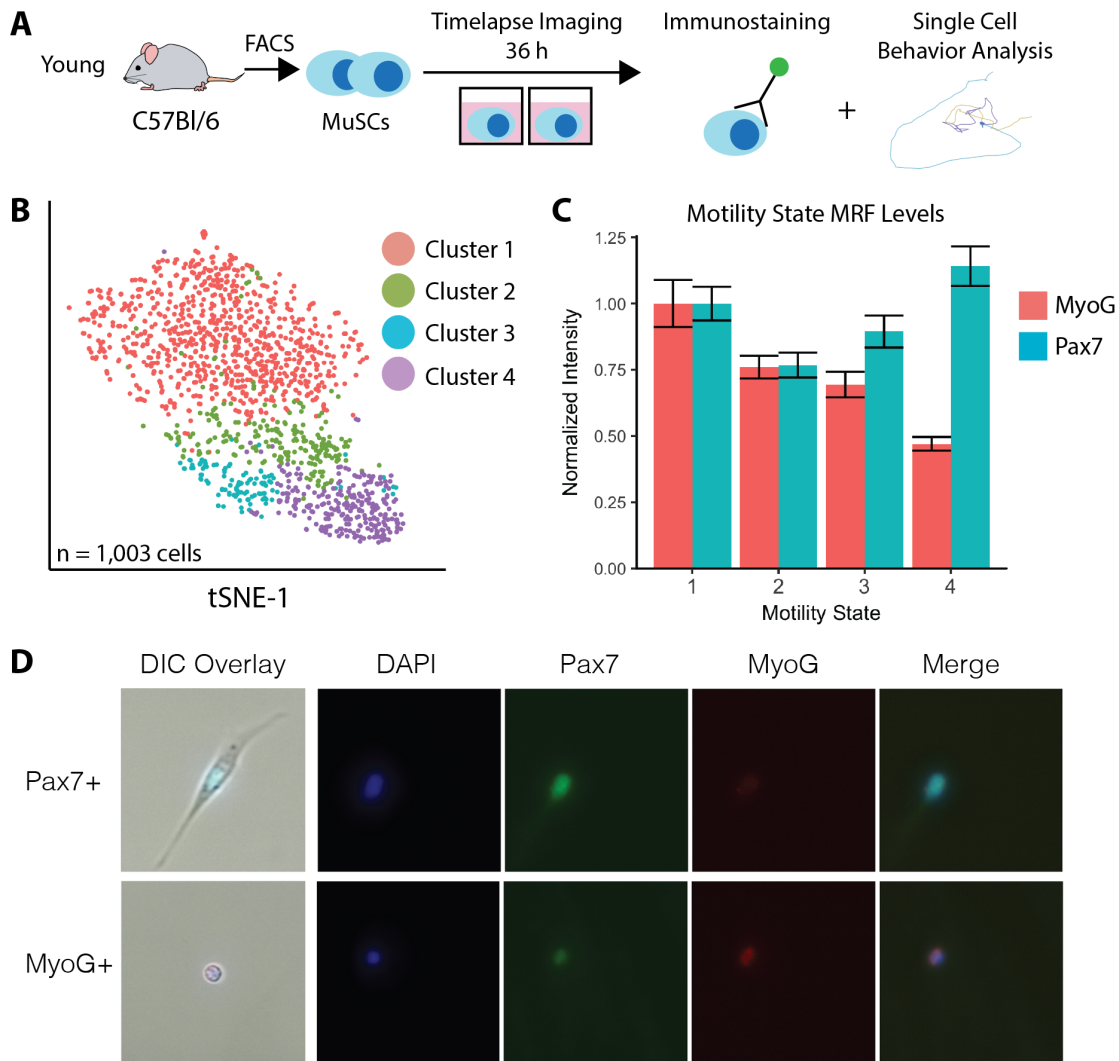 A
Young
C57Bl/6
FACS
MuSCs
Timelapse Imaging
36 h
Immunostaining
+
Single Cell
Behavior Analysis
B
Cluster 1
Cluster 2
Cluster 3
Cluster 4
n = 1,003 cells
tSNE-1
C
Motility State MRF Levels
Normalized Intensity
1.25
1.00
0.75
0.50
0.25
0.00
1 2 3 4
Motility State
MyoG
Pax7
D
DIC Overlay DAPI Pax7 MyoG Merge
Pax7+
MyoG+